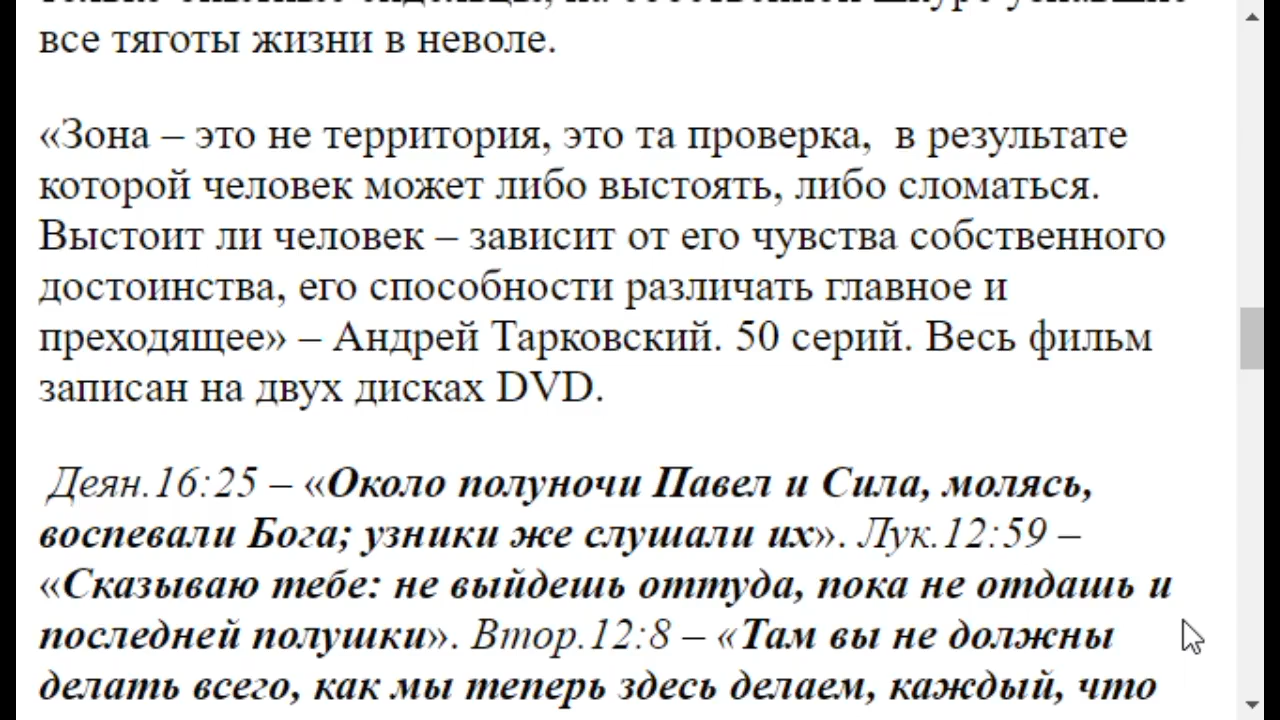 все тяготы жизни в неволе.
«Зона – это не территория, это та проверка,  в результате
которой человек может либо выстоять, либо сломаться.
Выстоит ли человек – зависит от его чувства собственного
достоинства, его способности различать главное и
преходящее» – Андрей Тарковский. 50 серий. Весь фильм
записан на двух дисках DVD.
Деян.16:25 – «Около полуночи Павел и Сила, молясь,
воспевали Бога; узники же слушали их». Лук.12:59 –
«Сказываю тебе: не выйдешь оттуда, пока не отдашь и
последней полушки». Втор.12:8 – «Там вы не должны
делать всего, как мы теперь здесь делаем, каждый, что